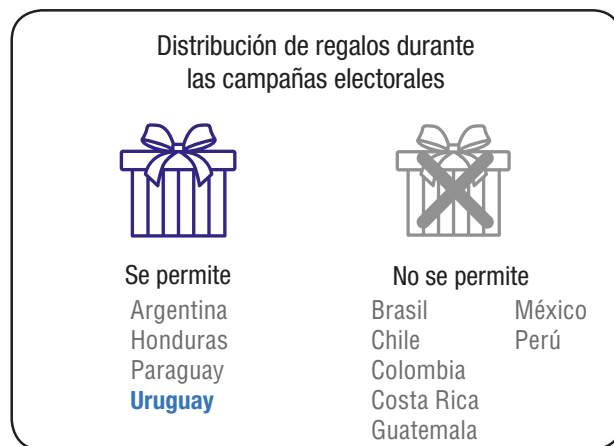 Distribución de regalos durante
las campañas electorales
Se permite
Argentina
Honduras
Paraguay
Uruguay
No se permite
Brasil
Chile
Colombia
Costa Rica
Guatemala
México
Perú